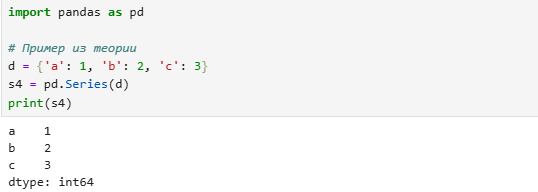 import pandas as pd
# Пример из теории
d = {'a': 1, 'b': 2, 'c': 3}
s4 = pd.Series(d)
print(s4)
a    1
b    2
c    3
dtype: int64